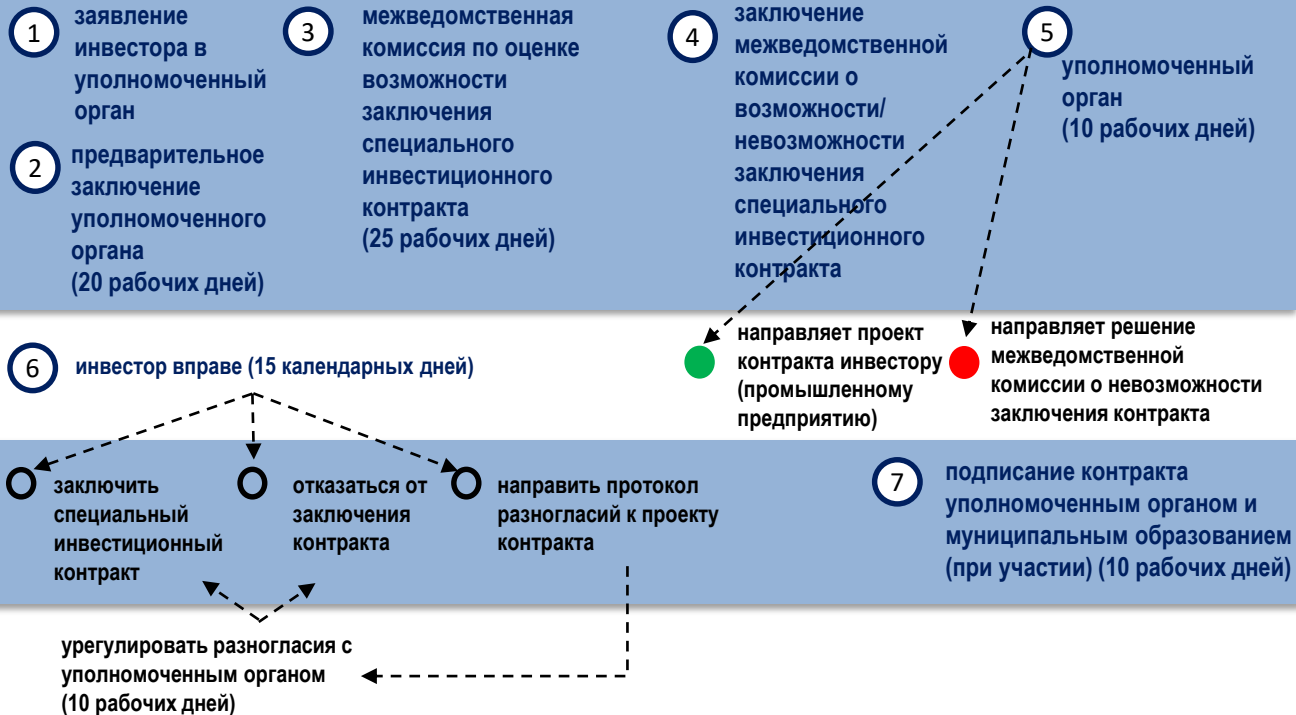 1
заявление
инвестора в
уполномоченный
орган
2
предварительное
заключение
уполномоченного
органа
(20 рабочих дней)
3
межведомственная
комиссия по оценке
возможности
заключения
специального
инвестиционного
контракта
(25 рабочих дней)
4
заключение
межведомственной
комиссии о
возможности/
невозможности
заключения
специального
инвестиционного
контракта
5
уполномоченный
орган
(10 рабочих дней)
направляет проект
контракта инвестору
(промышленному
предприятию)
направляет решение
межведомственной
комиссии о невозможности
заключения контракта
6
инвестор вправе (15 календарных дней)
заключить
специальный
инвестиционный
контракт
отказаться от
заключения
контракта
направить протокол
разногласий к проекту
контракта
7
подписание контракта
уполномоченным органом и
муниципальным образованием
(при участии) (10 рабочих дней)
урегулировать разногласия с
уполномоченным органом
(10 рабочих дней)